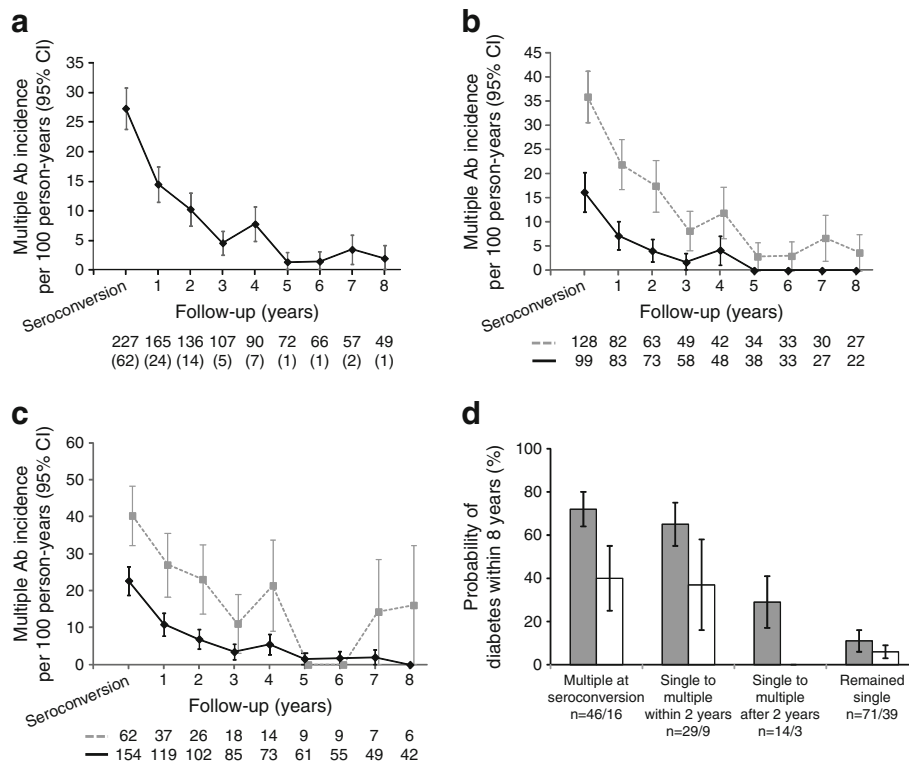 a
Multiple Ab incidence
per 100 person-years (95% CI)
35
30
25
20
15
10
5
0
Seroconversion 1 2 3 4 5 6 7 8
Follow-up (years)
227 165 136 107 90 72 66 57 49
(62) (24) (14) (5) (7) (1) (1) (2) (1)
b
Multiple Ab incidence
per 100 person-years (95% CI)
45
40
35
30
25
20
15
10
5
0
Seroconversion 1 2 3 4 5 6 7 8
Follow-up (years)
128 82 63 49 42 34 33 30 27
99 83 73 58 48 38 33 27 22
c
Multiple Ab incidence
per 100 person-years (95% CI)
60
50
40
30
20
10
0
Seroconversion 1 2 3 4 5 6 7 8
Follow-up (years)
62 37 26 18 14 9 9 7 6
154 119 102 85 73 61 55 49 42
d
Probability of
diabetes within 8 years (%)
100
80
60
40
20
0
Multiple at
seroconversion
n=46/16
Single to
multiple
within 2 years
n=29/9
Single to
multiple
after 2 years
n=14/3
Remained
single
n=71/39